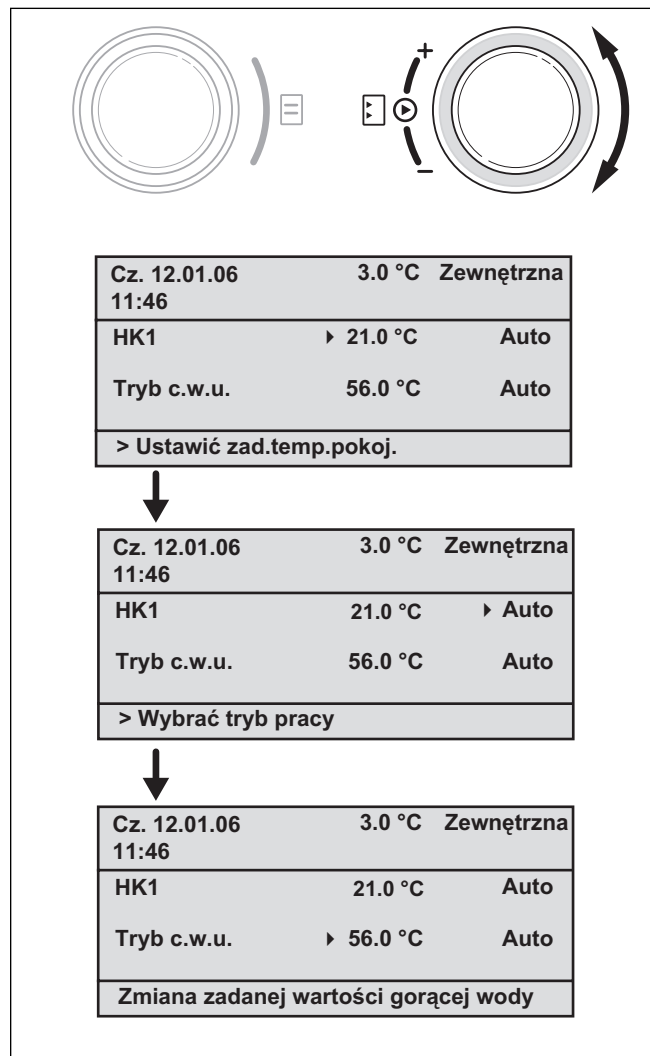 +
−
Cz. 12.01.06 3.0 °C Zewnętrzna
11:46
HK1 ▸ 21.0 °C Auto
Tryb c.w.u. 56.0 °C Auto
> Ustawić zad.temp.pokoj.
Cz. 12.01.06 3.0 °C Zewnętrzna
11:46
HK1 21.0 °C ▸ Auto
Tryb c.w.u. 56.0 °C Auto
> Wybrać tryb pracy
Cz. 12.01.06 3.0 °C Zewnętrzna
11:46
HK1 21.0 °C Auto
Tryb c.w.u. ▸ 56.0 °C Auto
Zmiana zadanej wartości gorącej wody